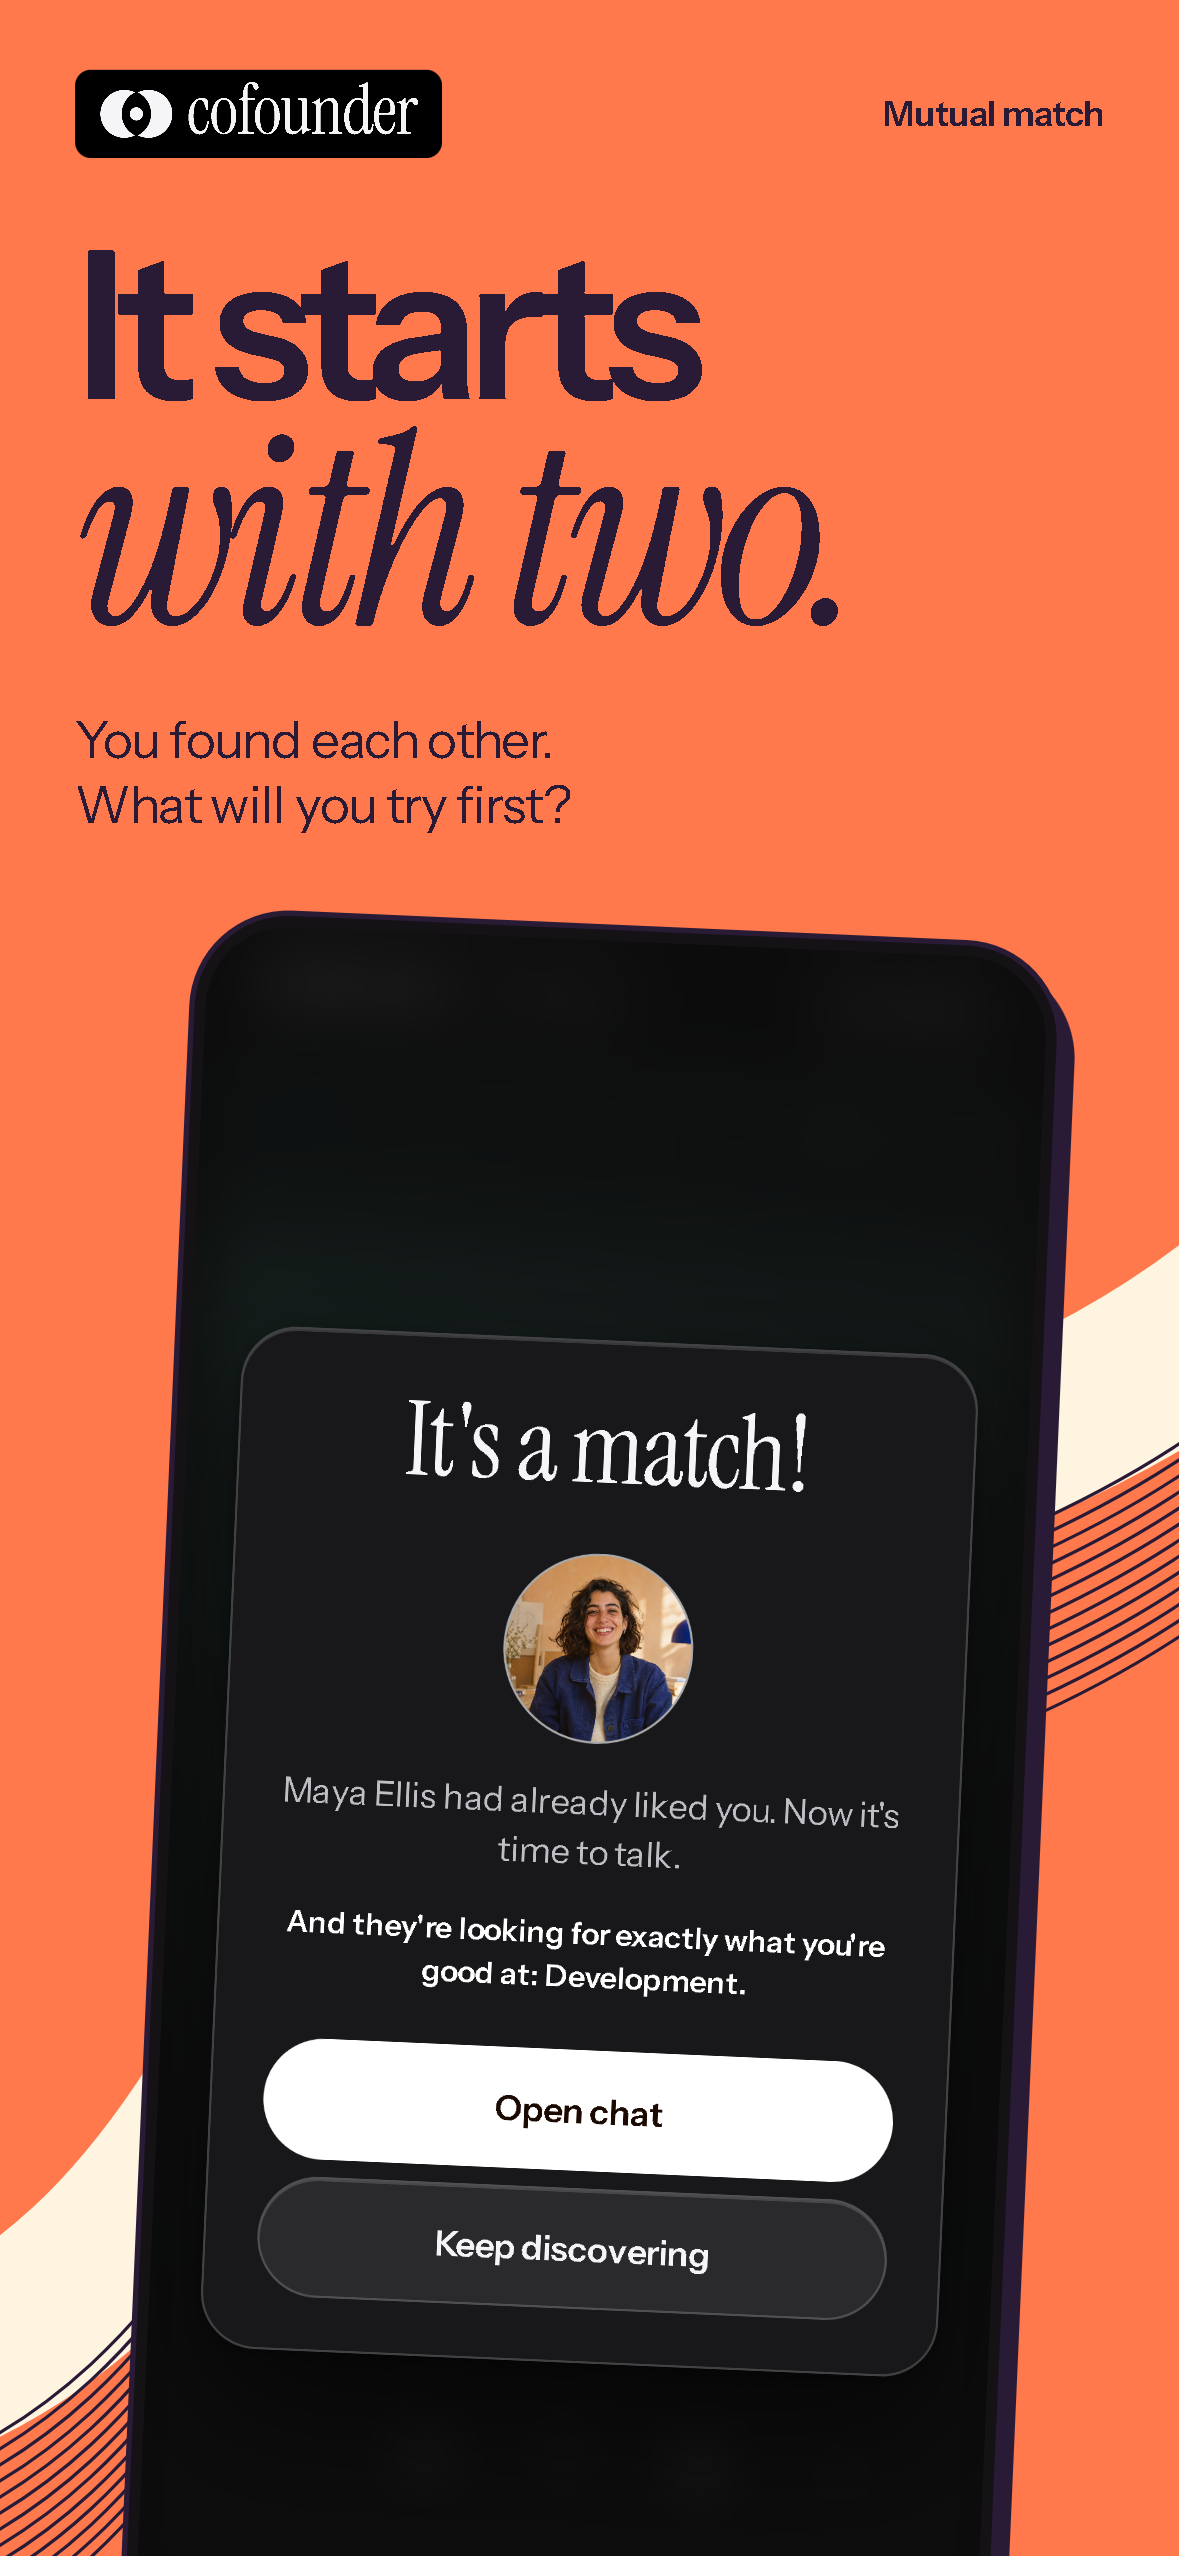 cofounder
Mutual match
It starts
with two.
You found each other.
What will you try first?
It's a match!
Maya Ellis had already liked you. Now it's
time to talk.
And they're looking for exactly what you're
good at: Development.
Open chat
Keep discovering